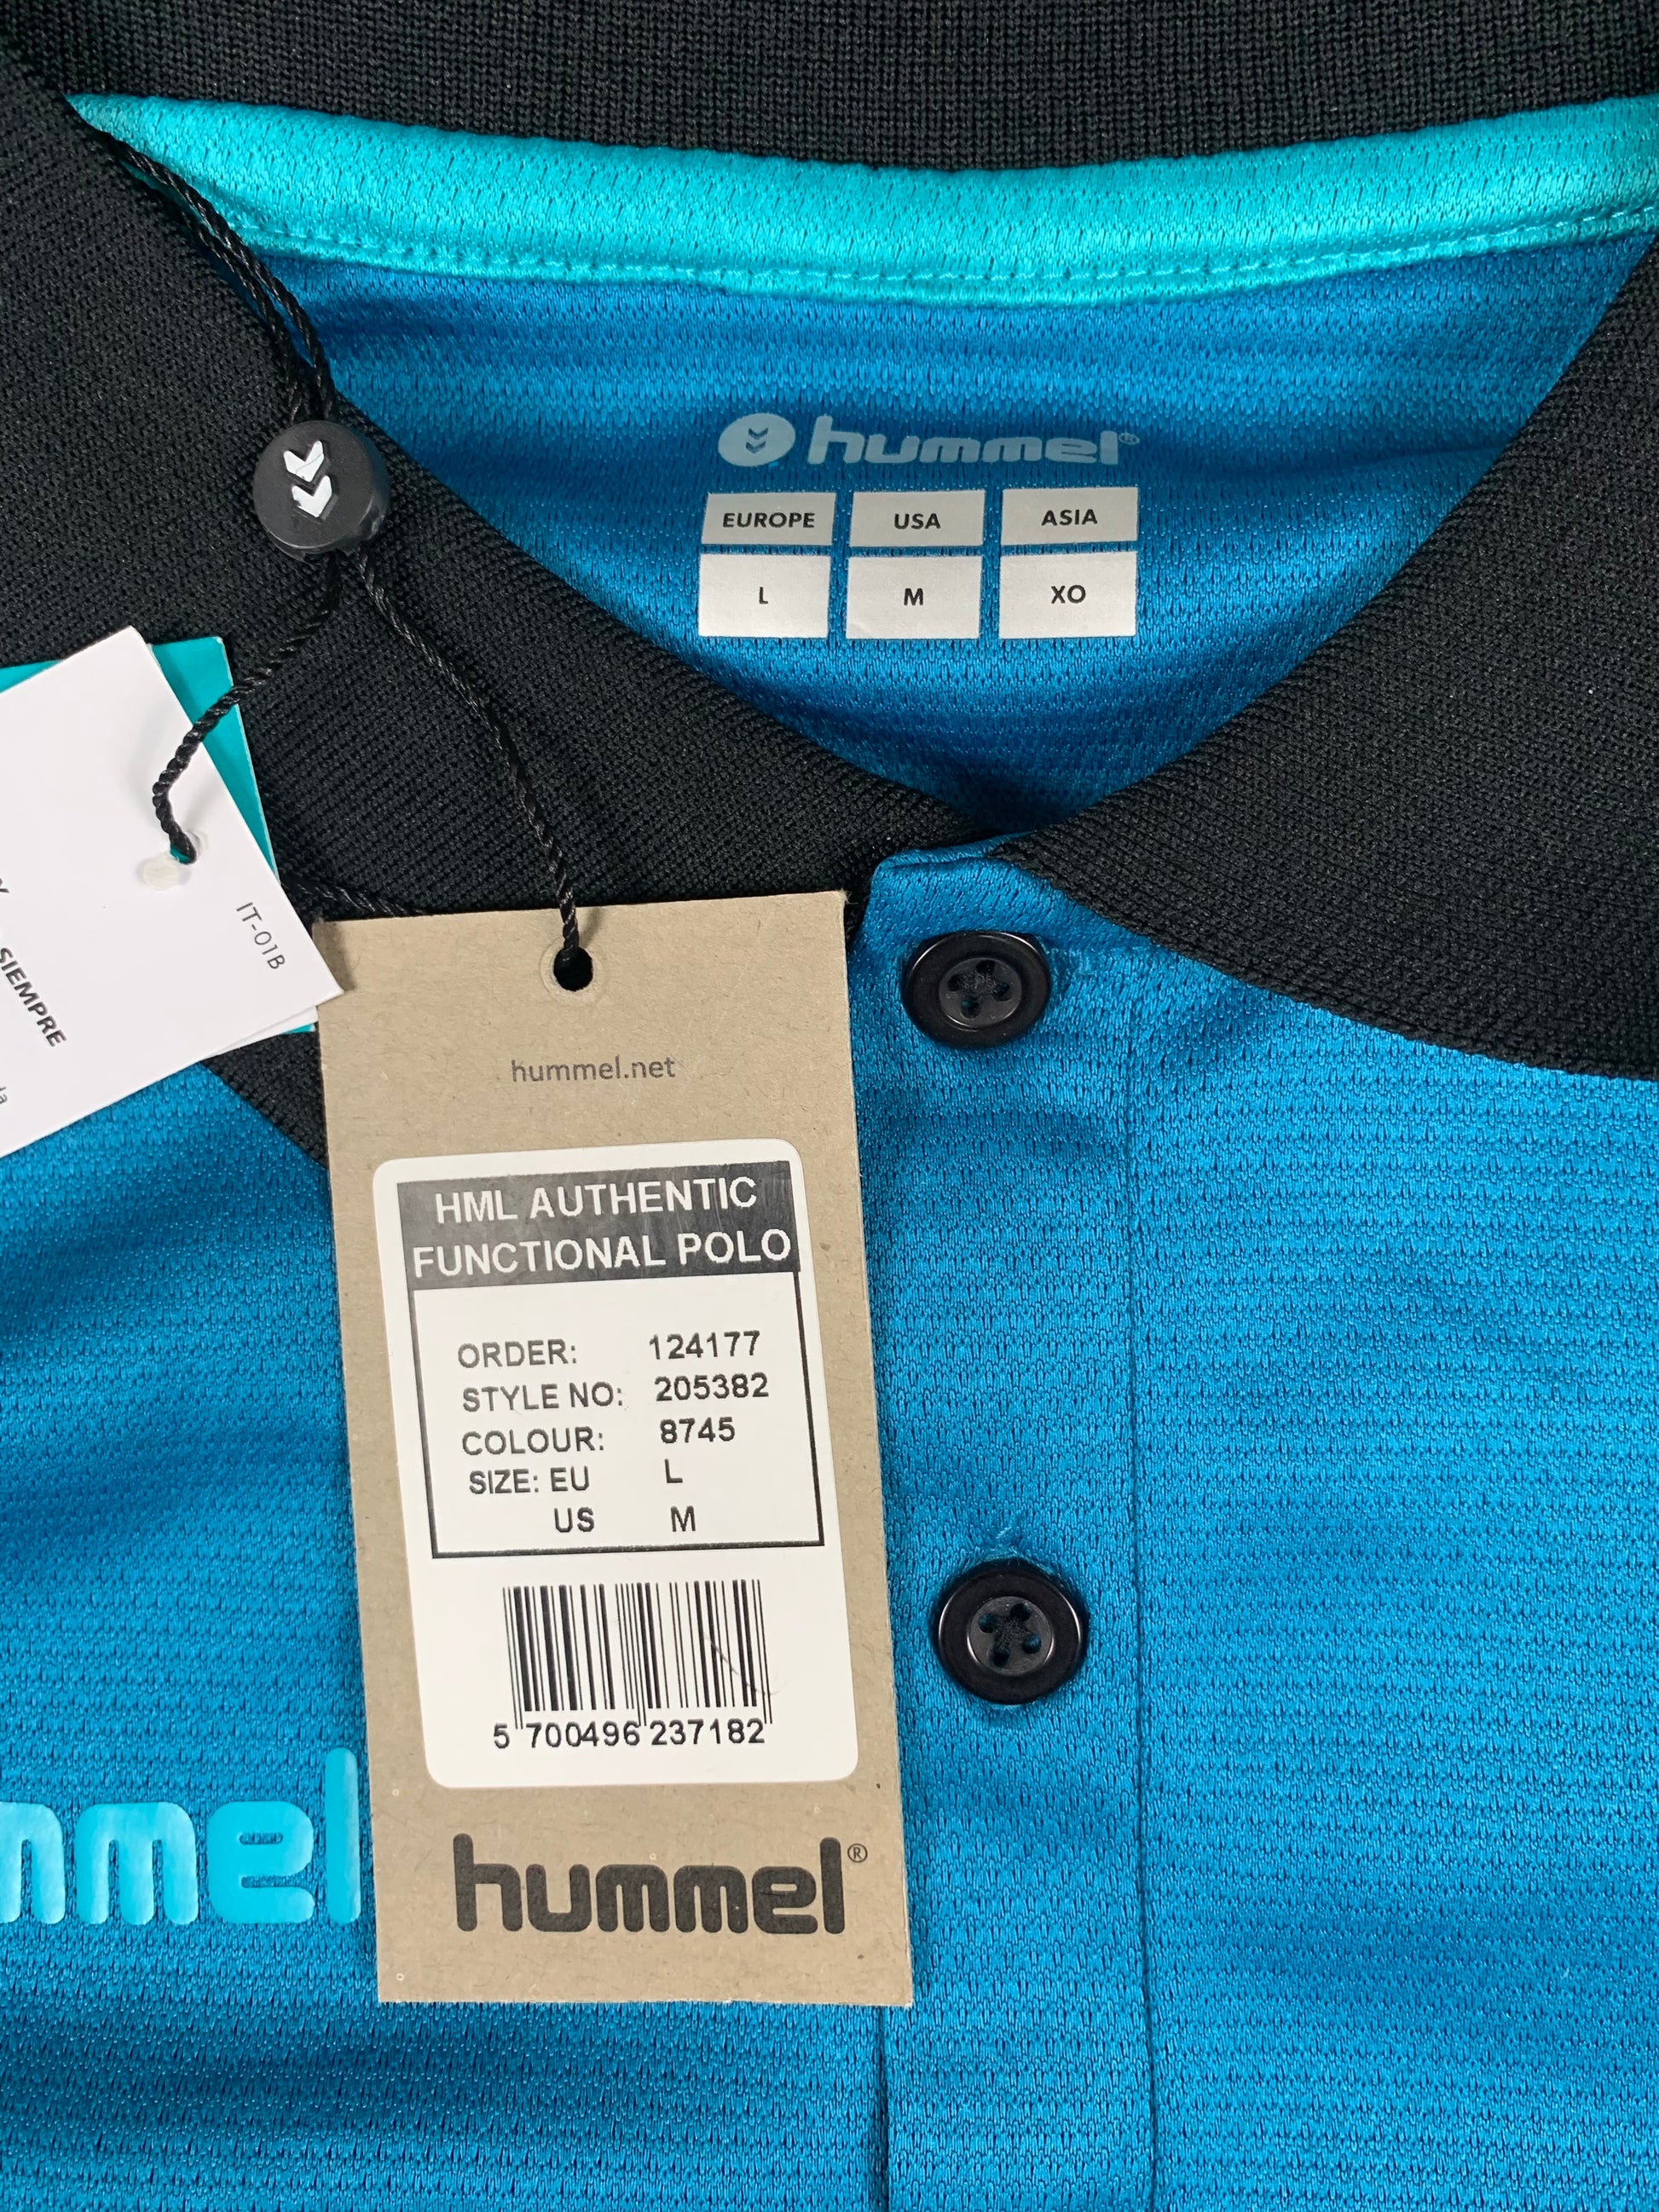 hummel®
EUROPE USA ASIA
L M XO
IT-01B
SIEMPRE
hummel.net
HML AUTHENTIC
FUNCTIONAL POLO
ORDER: 124177
STYLE NO: 205382
COLOUR: 8745
SIZE: EU L
US M
5 700496 237182
mmel
hummel®